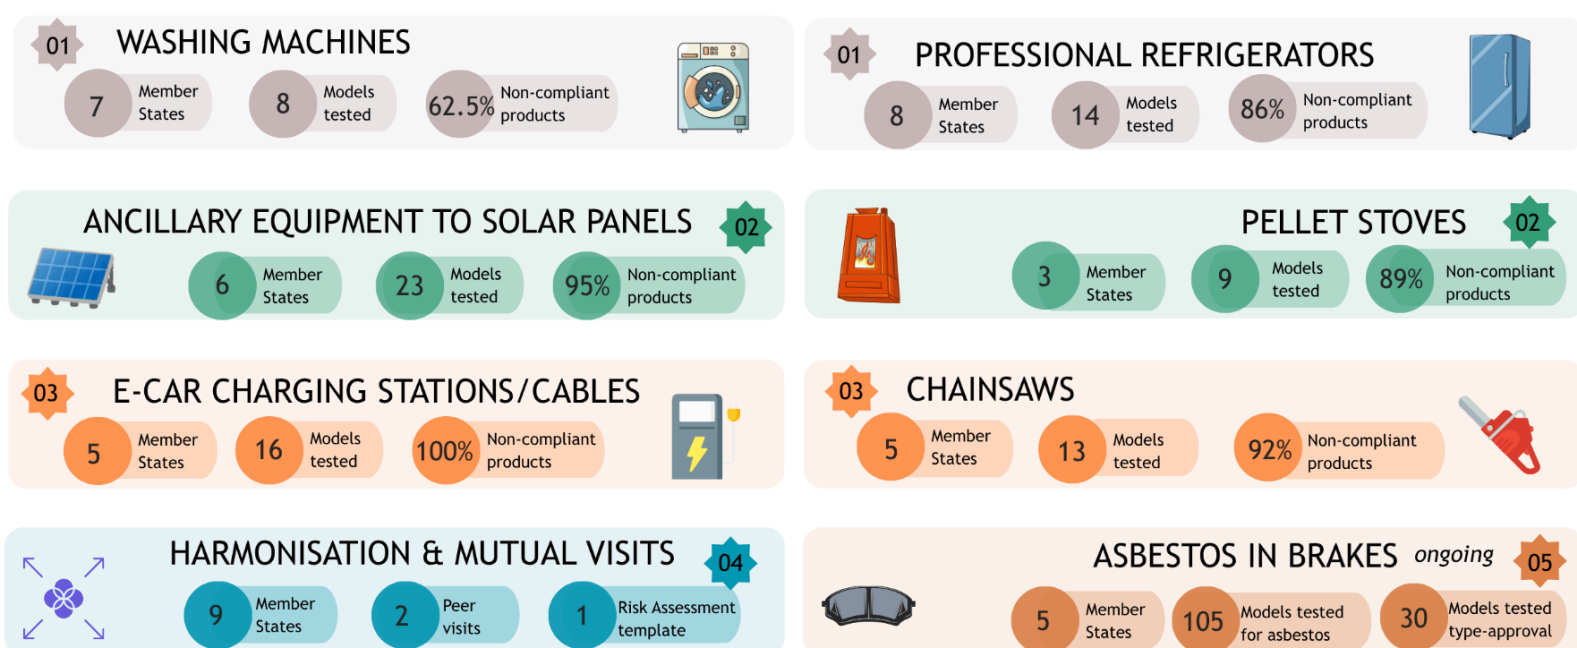 01 WASHING MACHINES
7 Member States
8 Models tested
62.5% Non-compliant products
01 PROFESSIONAL REFRIGERATORS
8 Member States
14 Models tested
86% Non-compliant products
ANCILLARY EQUIPMENT TO SOLAR PANELS 02
6 Member States
23 Models tested
95% Non-compliant products
PELLET STOVES 02
3 Member States
9 Models tested
89% Non-compliant products
03 E-CAR CHARGING STATIONS/CABLES
5 Member States
16 Models tested
100% Non-compliant products
03 CHAINSAWS
5 Member States
13 Models tested
92% Non-compliant products
HARMONISATION & MUTUAL VISITS 04
9 Member States
2 Peer visits
1 Risk Assessment template
ASBESTOS IN BRAKES ongoing 05
5 Member States
105 Models tested for asbestos
30 Models tested type-approval